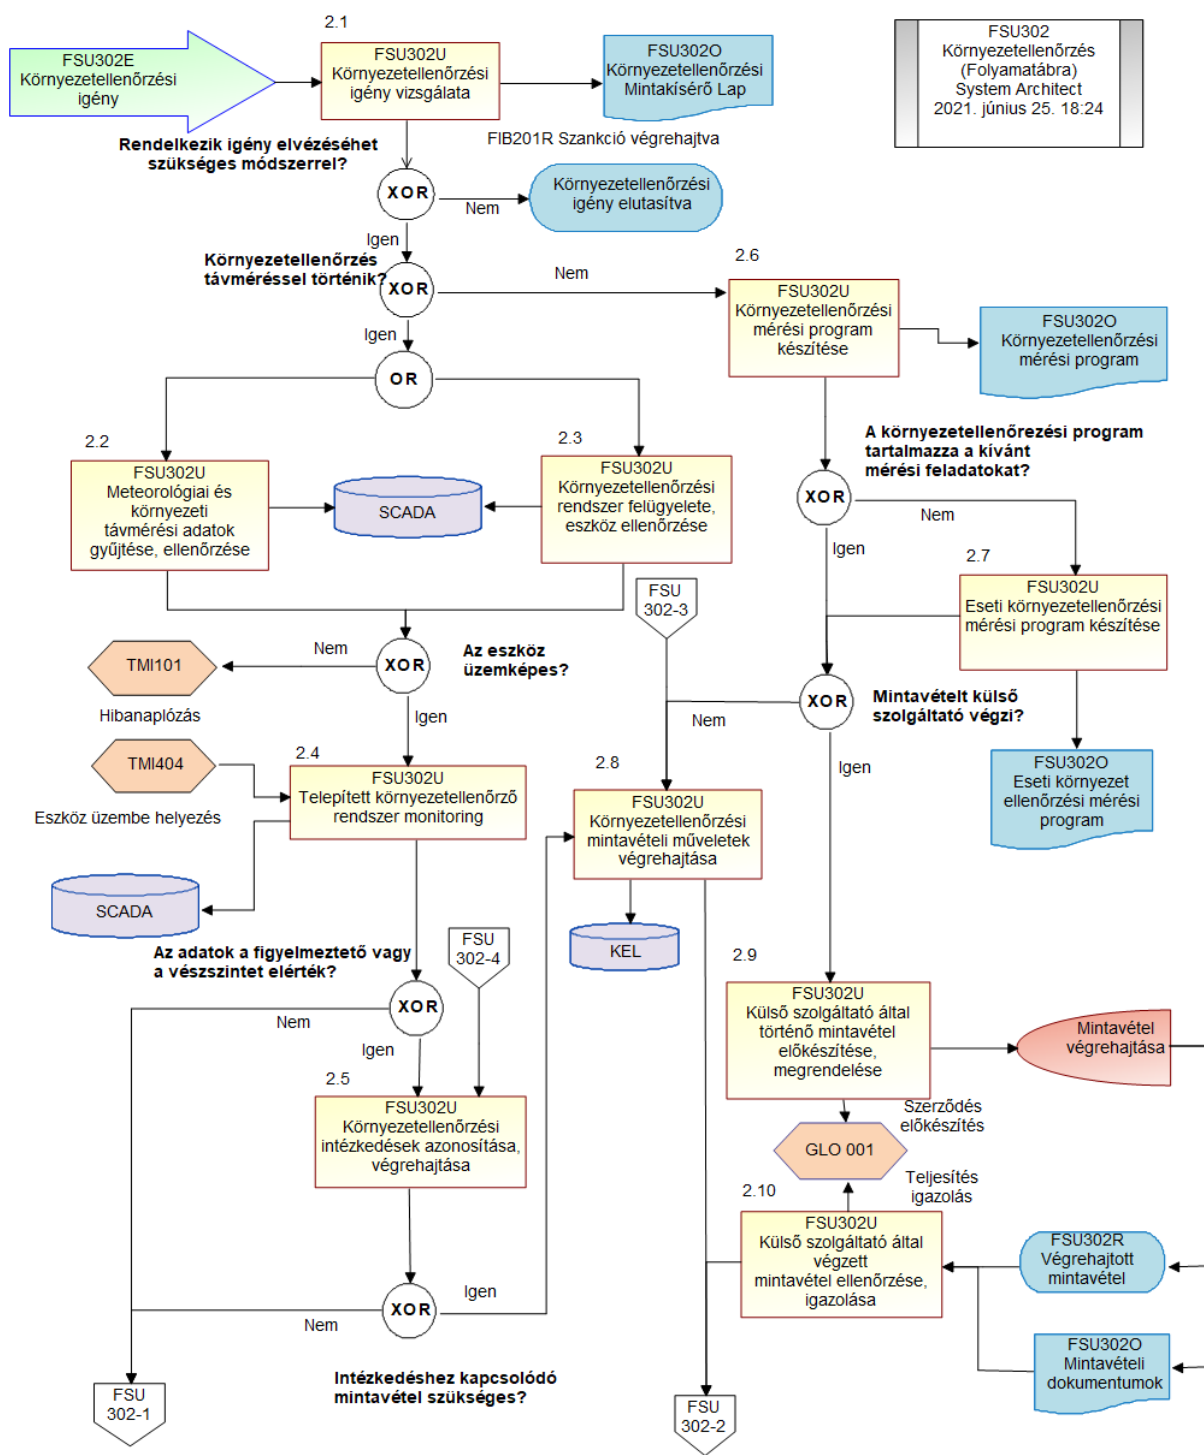 2.1
FSU302E
Környezetellenőrzési
igény
FSU302U
Környezetellenőrzési
igény vizsgálata
FSU302O
Környezetellenőrzési
Mintakísérő Lap
FSU302
Környezetellenőrzés
(Folyamatábra)
System Architect
2021. június 25. 18:24
Rendelkezik igény elvézéséhet
szükséges módszerrel?
FIB201R Szankció végrehajtva
XOR
Nem
Környezetellenőrzési
igény elutasítva
Igen
Környezetellenőrzés
távméréssel történik?
XOR
Nem
2.6
FSU302U
Környezetellenőrzési
mérési program
készítése
FSU302O
Környezetellenőrzési
mérési program
Igen
OR
2.2
FSU302U
Meteorológiai és
környezeti
távmérési adatok
gyűjtése, ellenőrzése
SCADA
2.3
FSU302U
Környezetellenőrzési
rendszer felügyelete,
eszköz ellenőrzése
A környezetellenőrezési program
tartalmazza a kívánt
mérési feladatokat?
XOR
Nem
Igen
2.7
FSU302U
Eseti környezetellenőrzési
mérési program készítése
FSU
302-3
Nem
XOR
Az eszköz
üzemképes?
TMI101
Hibanaplózás
Igen
XOR
Nem
Mintavételt külső
szolgáltató végzi?
Igen
FSU302O
Eseti környezet
ellenőrzési mérési
program
TMI404
Eszköz üzembe helyezés
2.4
FSU302U
Telepített környezetellenőrző
rendszer monitoring
2.8
FSU302U
Környezetellenőrzési
mintavételi műveletek
végrehajtása
SCADA
KEL
Az adatok a figyelmeztető vagy
a vészszintet elérték?
FSU
302-4
XOR
Nem
Igen
2.9
FSU302U
Külső szolgáltató által
történő mintavétel
előkészítése,
megrendelése
Mintavétel
végrehajtása
2.5
FSU302U
Környezetellenőrzési
intézkedések azonosítása,
végrehajtása
Szerződés
előkészítés
GLO 001
Teljesítés
igazolás
2.10
FSU302U
Külső szolgáltató által
végzett
mintavétel ellenőrzése,
igazolása
FSU302R
Végrehajtott
mintavétel
XOR
Igen
Nem
FSU302O
Mintavételi
dokumentumok
Intézkedéshez kapcsolódó
mintavétel szükséges?
FSU
302-1
FSU
302-2